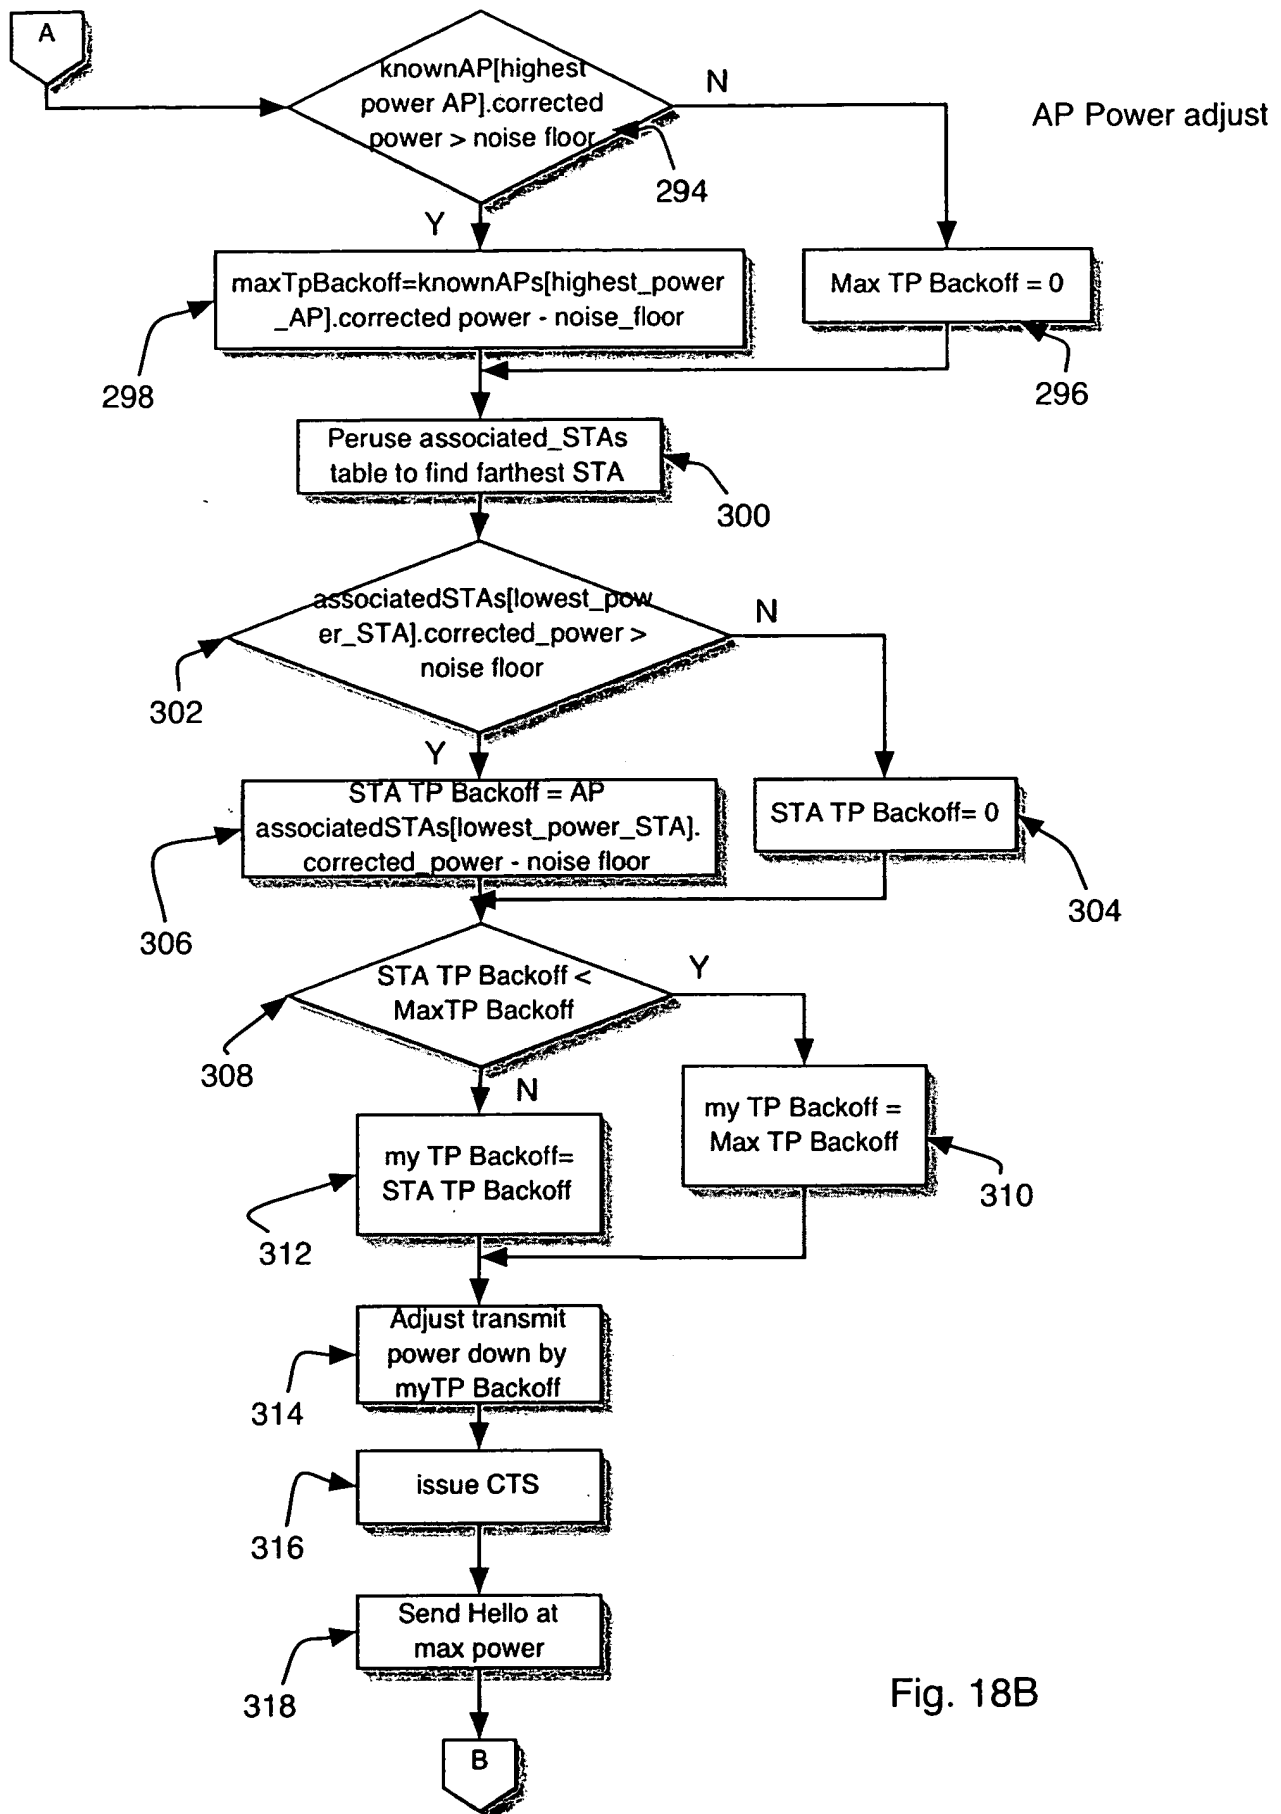 A
knownAP[highest
power AP].corrected
power > noise floor
N
AP Power adjust
294
Y
maxTpBackoff=knownAPs[highest_power
_AP].corrected power - noise_floor
Max TP Backoff = 0
298
296
Peruse associated_STAs
table to find farthest STA
300
associatedSTAs[lowest_pow
er_STA].corrected_power >
noise floor
N
302
Y
STA TP Backoff = AP
associatedSTAs[lowest_power_STA].
corrected_power - noise floor
STA TP Backoff= 0
306
304
STA TP Backoff <
MaxTP Backoff
Y
308
N
my TP Backoff =
Max TP Backoff
my TP Backoff=
STA TP Backoff
310
312
Adjust transmit
power down by
myTP Backoff
314
issue CTS
316
Send Hello at
max power
318
Fig. 18B
B